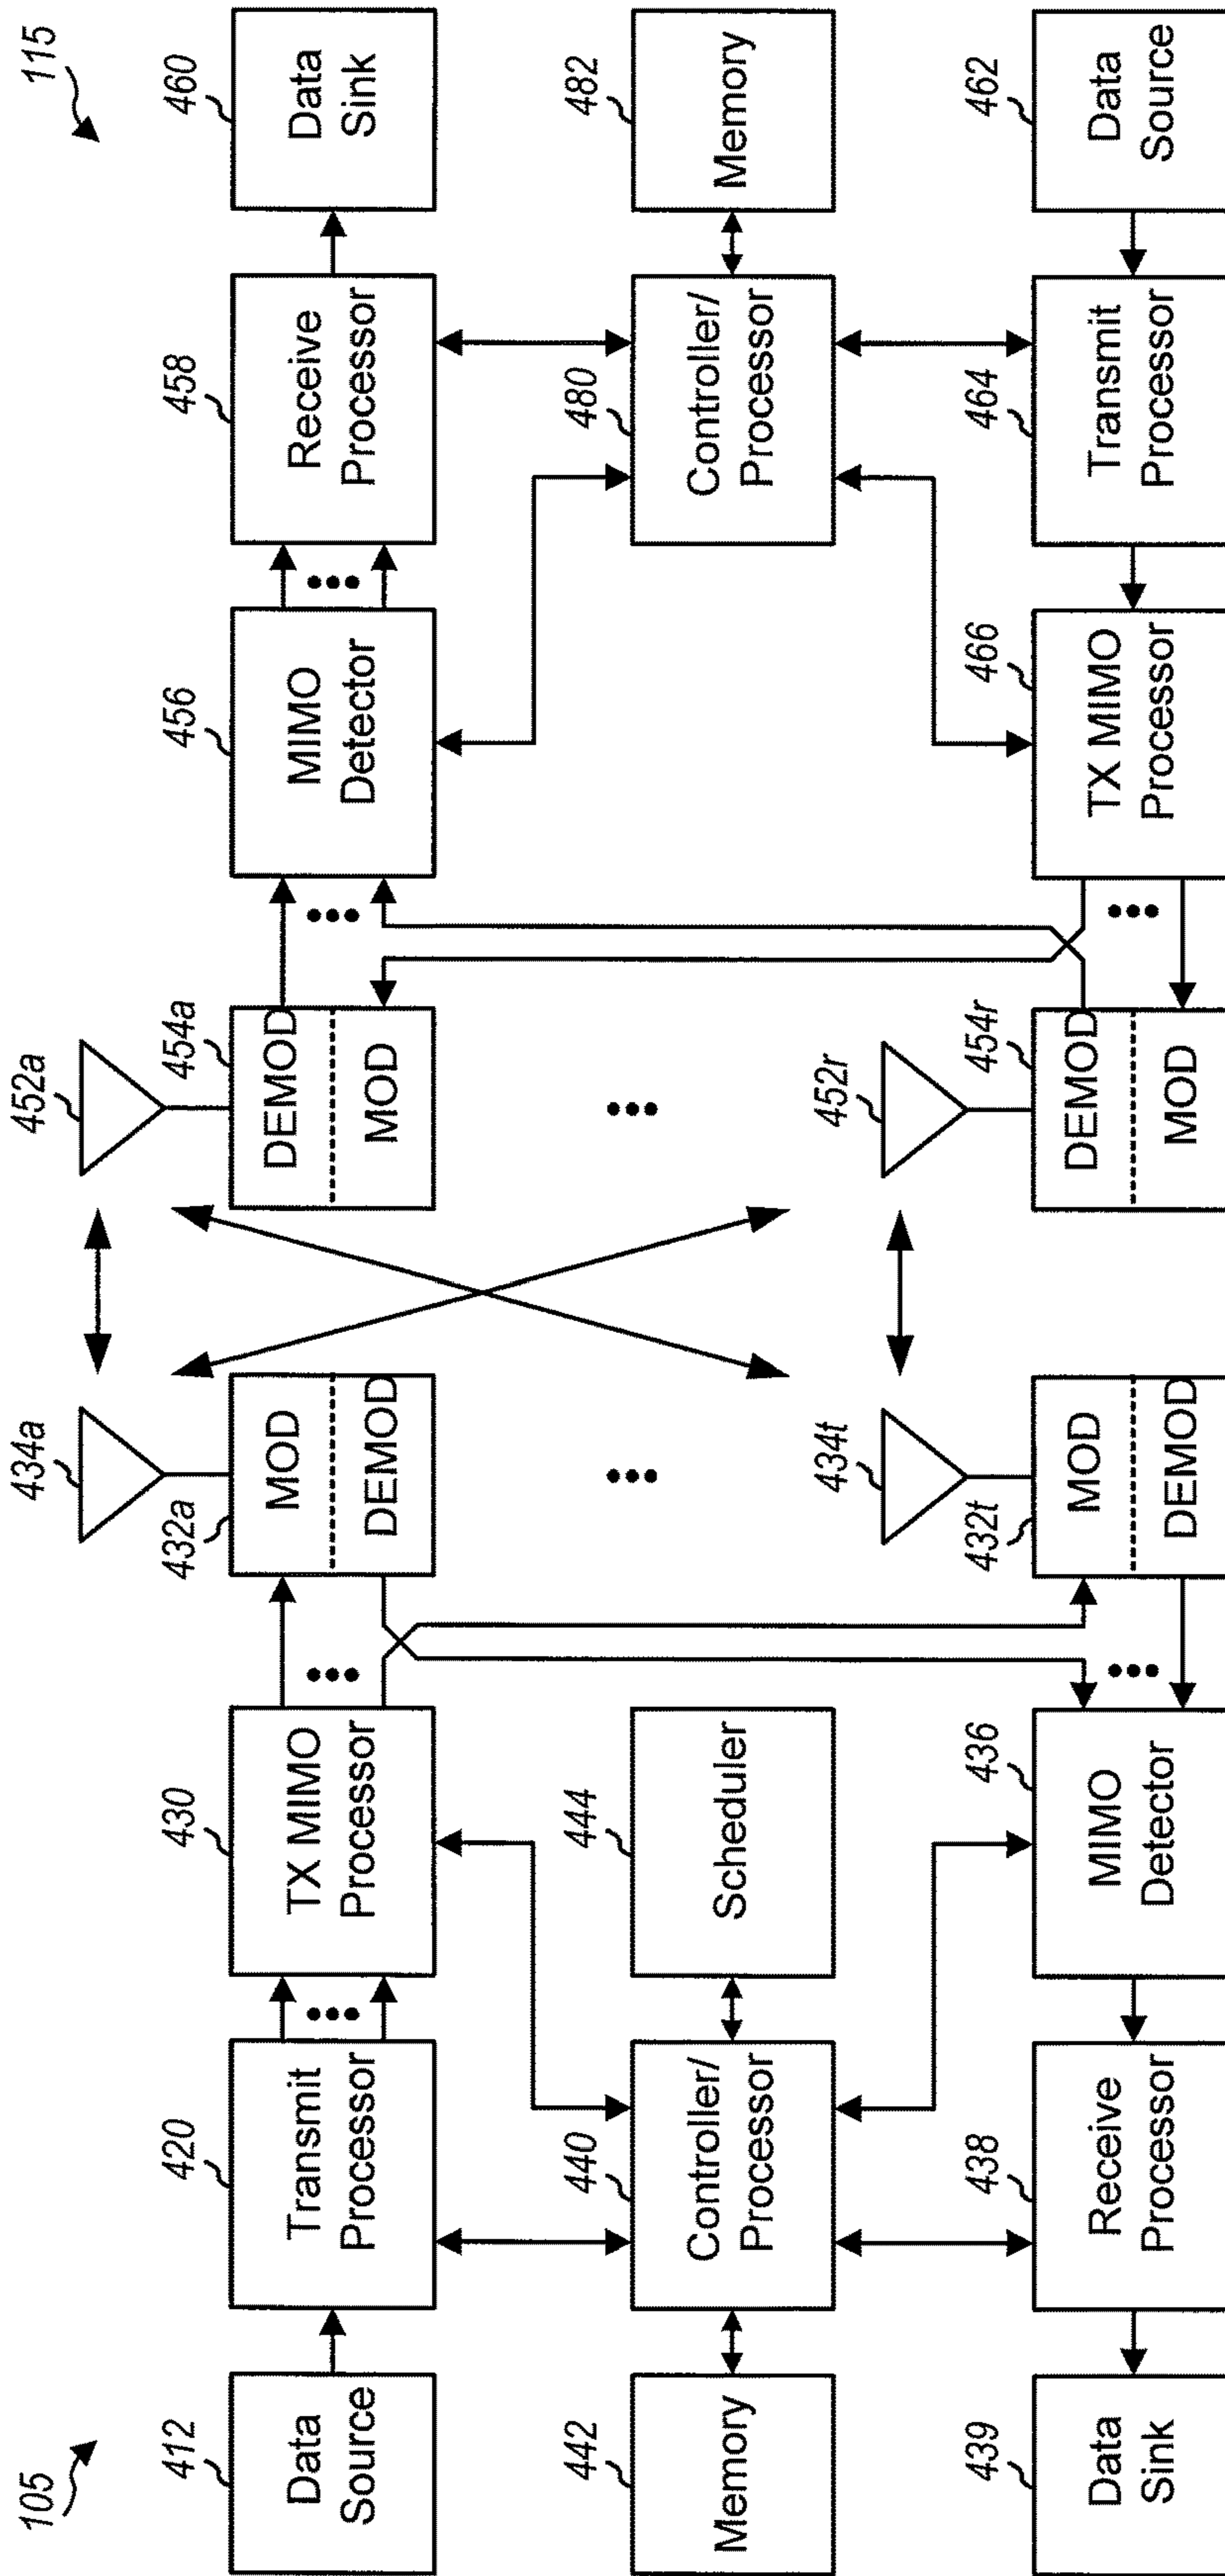 105
115
412
Data
Source
420
Transmit
Processor
430
TX MIMO
Processor
432a
434a
MOD
DEMOD
452a
454a
DEMOD
MOD
456
MIMO
Detector
458
Receive
Processor
460
Data
Sink
442
Memory
440
Controller/
Processor
444
Scheduler
480
Controller/
Processor
482
Memory
439
Data
Sink
438
Receive
Processor
436
MIMO
Detector
432t
434t
MOD
DEMOD
452r
454r
DEMOD
MOD
466
TX MIMO
Processor
464
Transmit
Processor
462
Data
Source